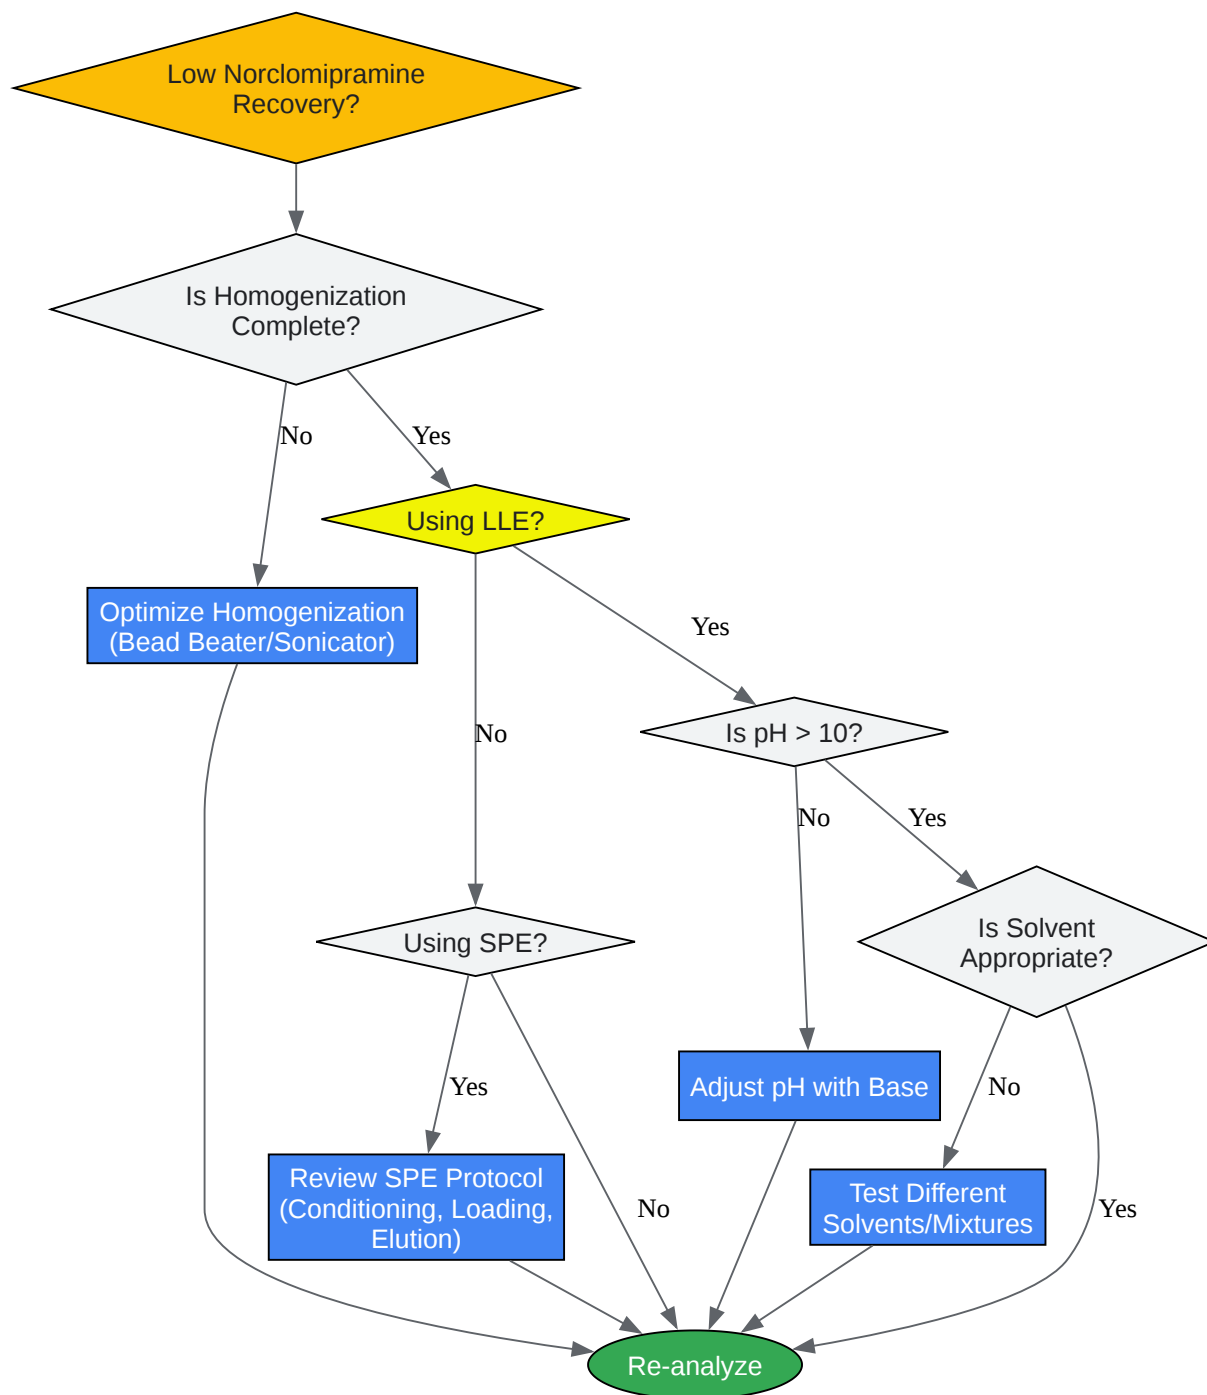 Low Norclomipramine
Recovery?
Is Homogenization
Complete?
No
Yes
Using LLE?
Optimize Homogenization
(Bead Beater/Sonicator)
Yes
No
Is pH > 10?
No
Yes
Using SPE?
Is Solvent
Appropriate?
Yes
Adjust pH with Base
No
Review SPE Protocol
(Conditioning, Loading,
Elution)
No
Test Different
Solvents/Mixtures
Yes
Re-analyze